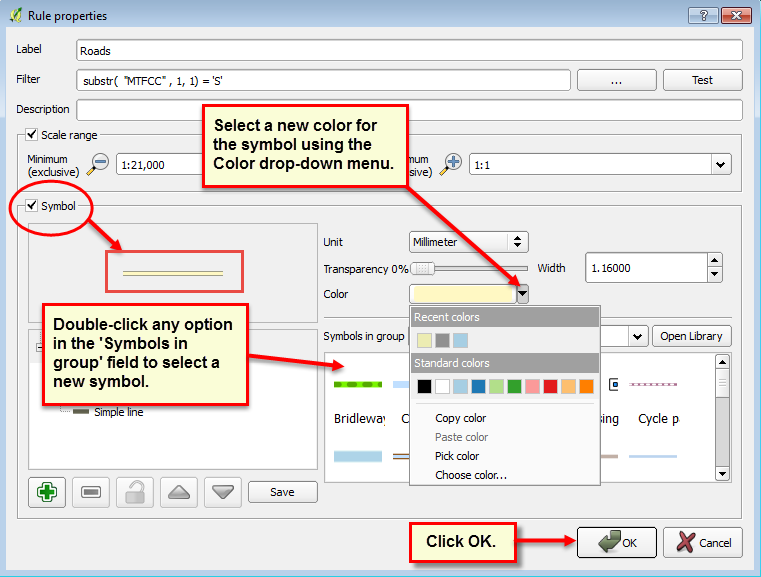 Rule properties
?
Label
Roads
Filter
substr( "MTFCC" , 1, 1) = 'S'
...
Test
Description
Select a new color for
the symbol using the
Color drop-down menu.
Scale range
Minimum
(exclusive)
1:21,000
1:1
Symbol
Unit
Millimeter
Transparency 0%
Width
1.16000
Color
Recent colors
Double-click any option
in the 'Symbols in
group' field to select a
new symbol.
Symbols in group
Open Library
Standard colors
Bridleway
Cycle p
Simple line
Copy color
Paste color
Pick color
Choose color...
Save
Click OK.
OK
Cancel